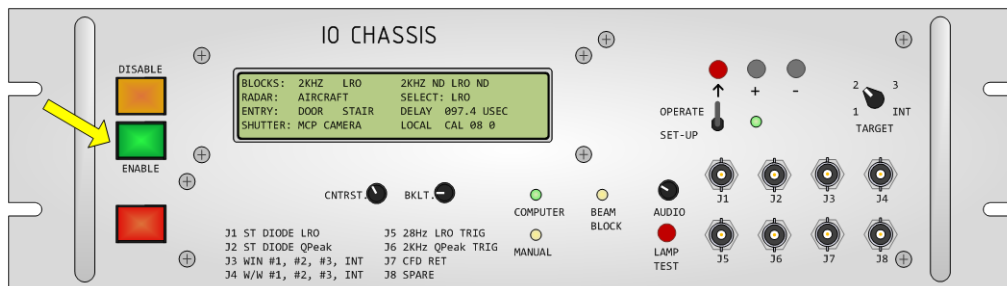 IO CHASSIS
DISABLE
ENABLE
BLOCKS: 2KHZ LRO 2KHZ ND LRO ND
RADAR: AIRCRAFT SELECT: LRO
ENTRY: DOOR STAIR DELAY 097.4 USEC
SHUTTER: MCP CAMERA LOCAL CAL 08 0
+ -
OPERATE
SET-UP
2 3
1 INT
TARGET
CNTRST.
BKLT.
COMPUTER
MANUAL
BEAM
BLOCK
AUDIO
LAMP
TEST
J1 J2 J3 J4
J5 J6 J7 J8
J1 ST DIODE LRO J5 28Hz LRO TRIG
J2 ST DIODE QPeak J6 2KHz QPeak TRIG
J3 WIN #1, #2, #3, INT J7 CFD RET
J4 W/W #1, #2, #3, INT J8 SPARE